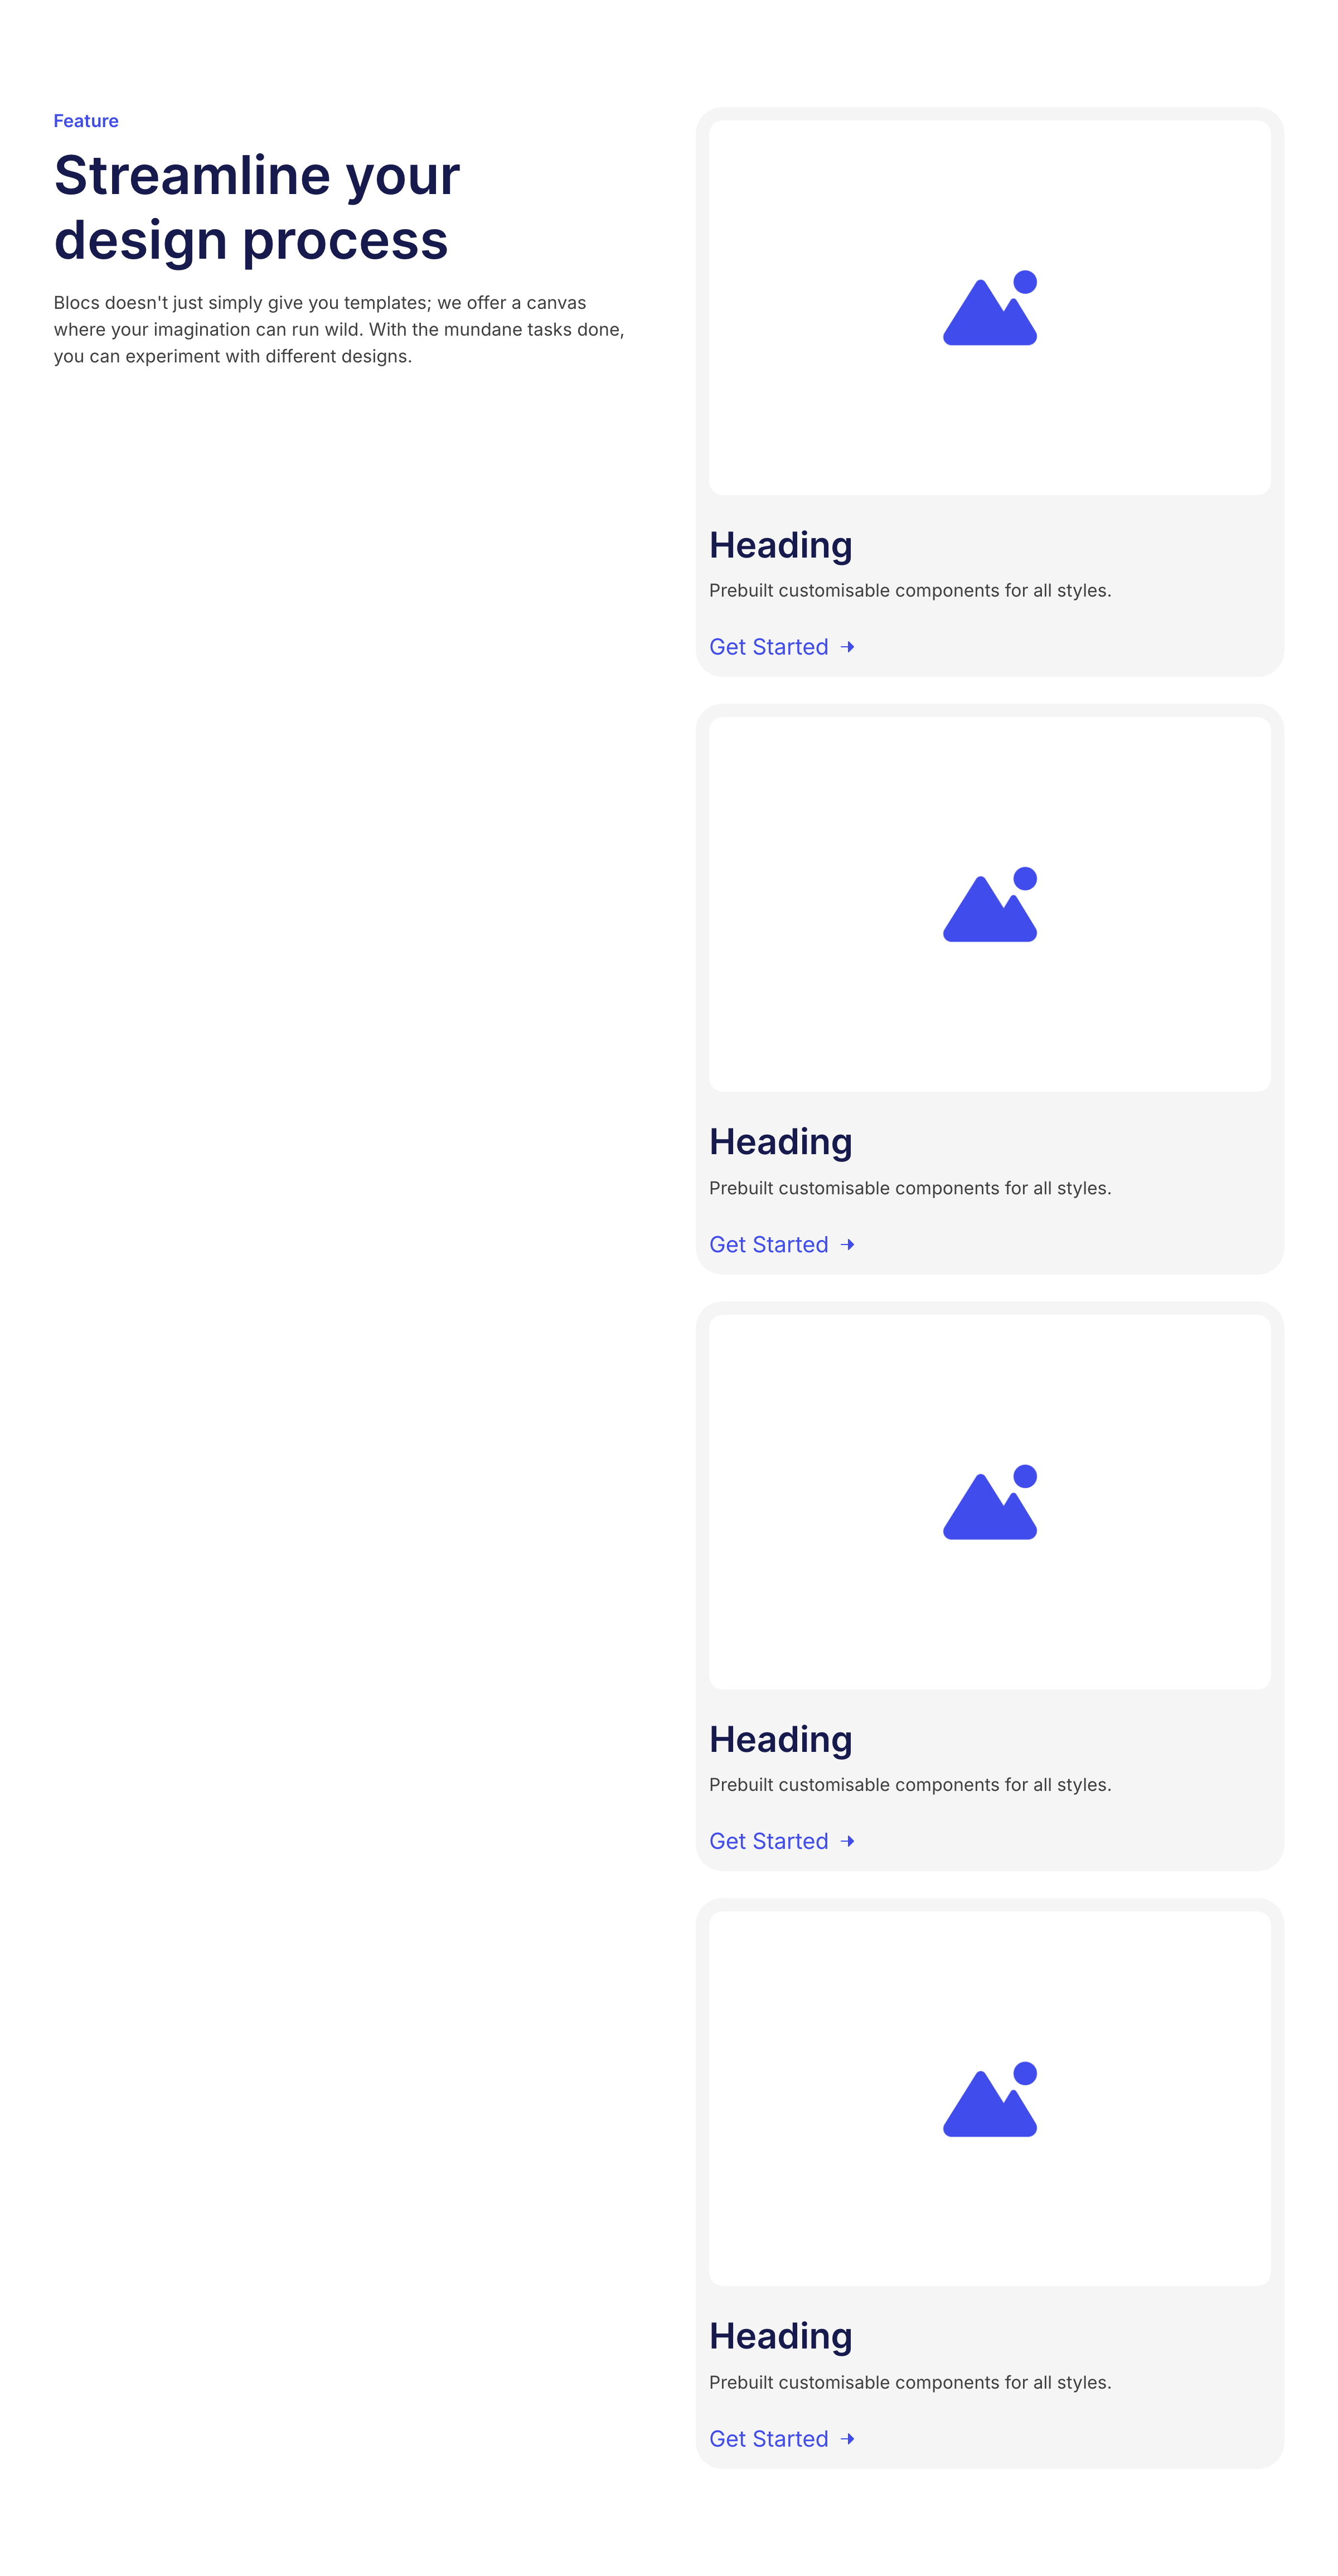 Feature
Streamline your
design process
Blocs doesn't just simply give you templates; we offer a canvas
where your imagination can run wild. With the mundane tasks done,
you can experiment with different designs.
Heading
Prebuilt customisable components for all styles.
Get Started
Heading
Prebuilt customisable components for all styles.
Get Started
Heading
Prebuilt customisable components for all styles.
Get Started
Heading
Prebuilt customisable components for all styles.
Get Started